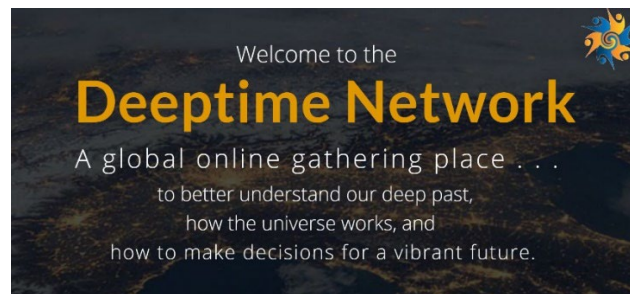 Welcome to the
Deeptime Network
A global online gathering place . . .
to better understand our deep past,
how the universe works, and
how to make decisions for a vibrant future.